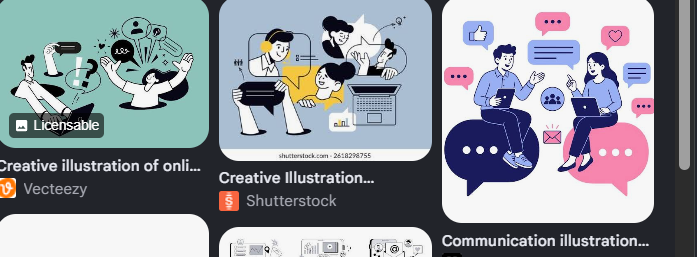 Licensable
Creative illustration of onli...
Vecteezy
shutterstock.com · 2618298755
Creative Illustration...
Shutterstock
Communication illustration...